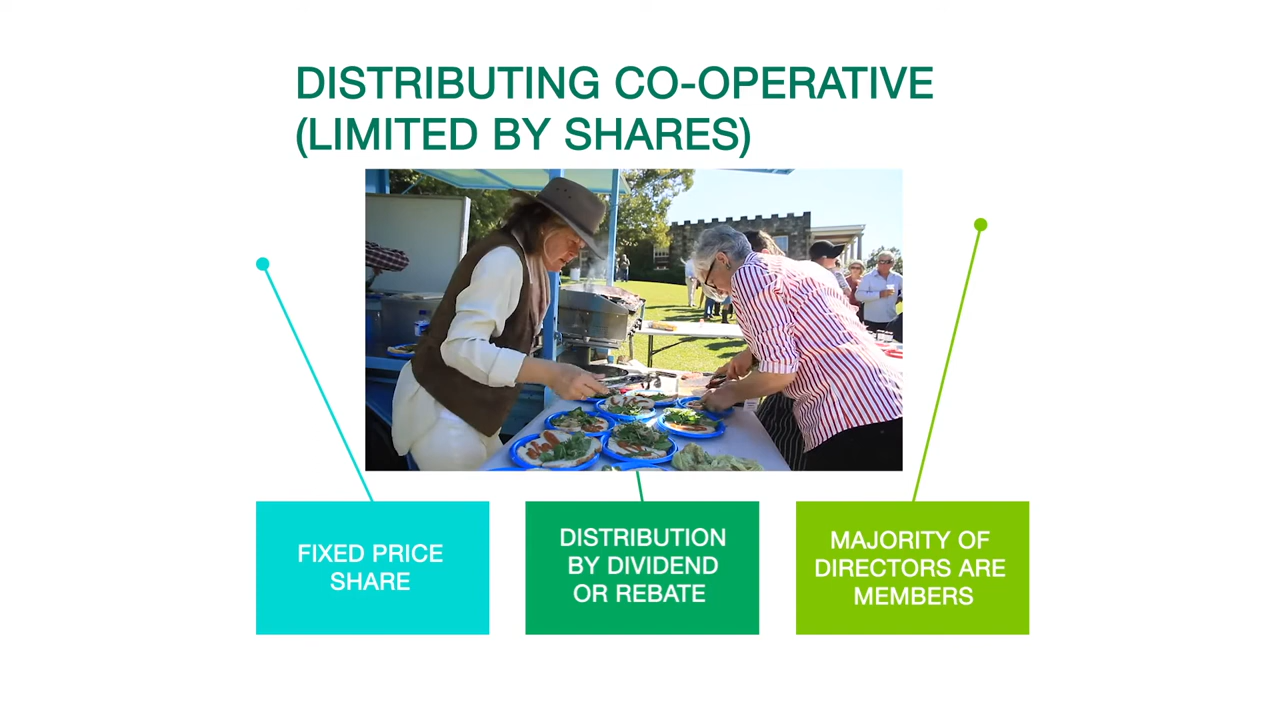 DISTRIBUTING CO-OPERATIVE
(LIMITED BY SHARES)
FIXED PRICE
SHARE
DISTRIBUTION
BY DIVIDEND
OR REBATE
MAJORITY OF
DIRECTORS ARE
MEMBERS